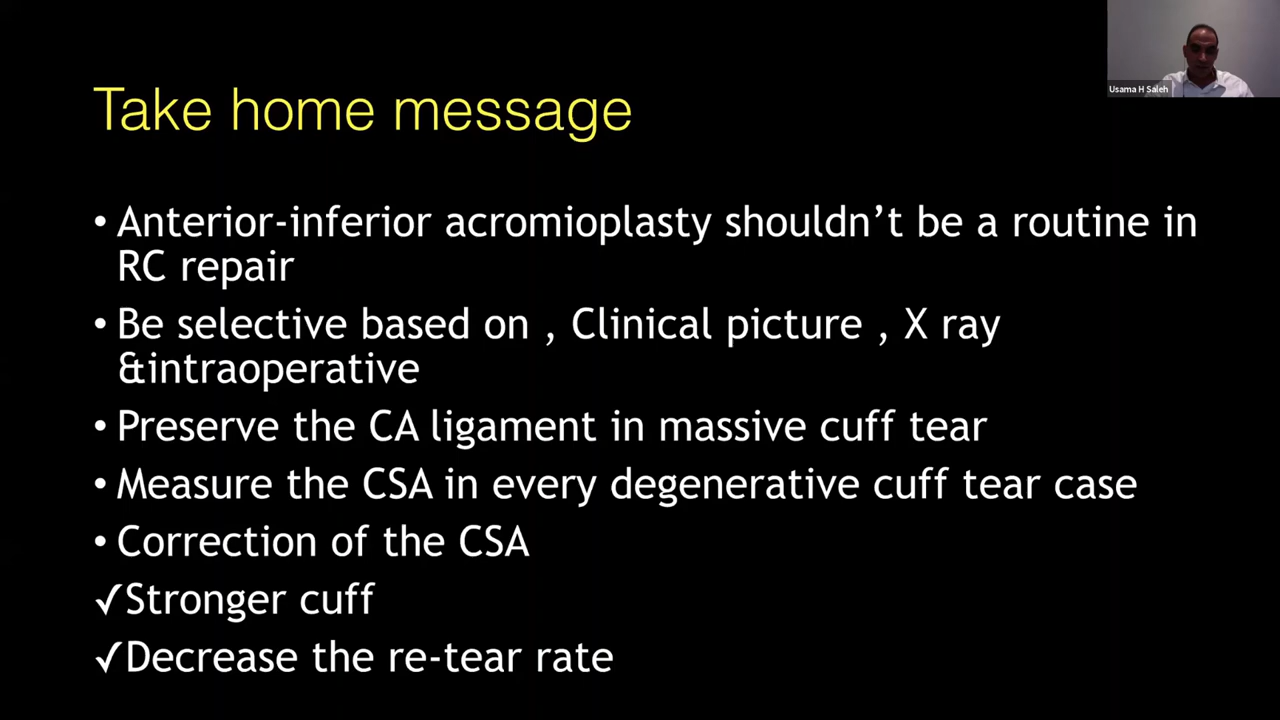 Usama H Saleh
Take home message
• Anterior-inferior acromioplasty shouldn’t be a routine in
RC repair
• Be selective based on , Clinical picture , X ray
&intraoperative
• Preserve the CA ligament in massive cuff tear
• Measure the CSA in every degenerative cuff tear case
• Correction of the CSA
✓Stronger cuff
✓Decrease the re-tear rate